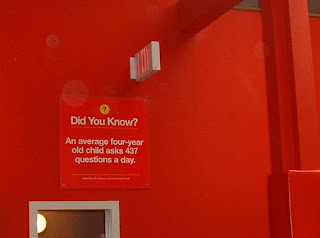 ?
Did You Know?
An average four-year
old child asks 437
questions a day.